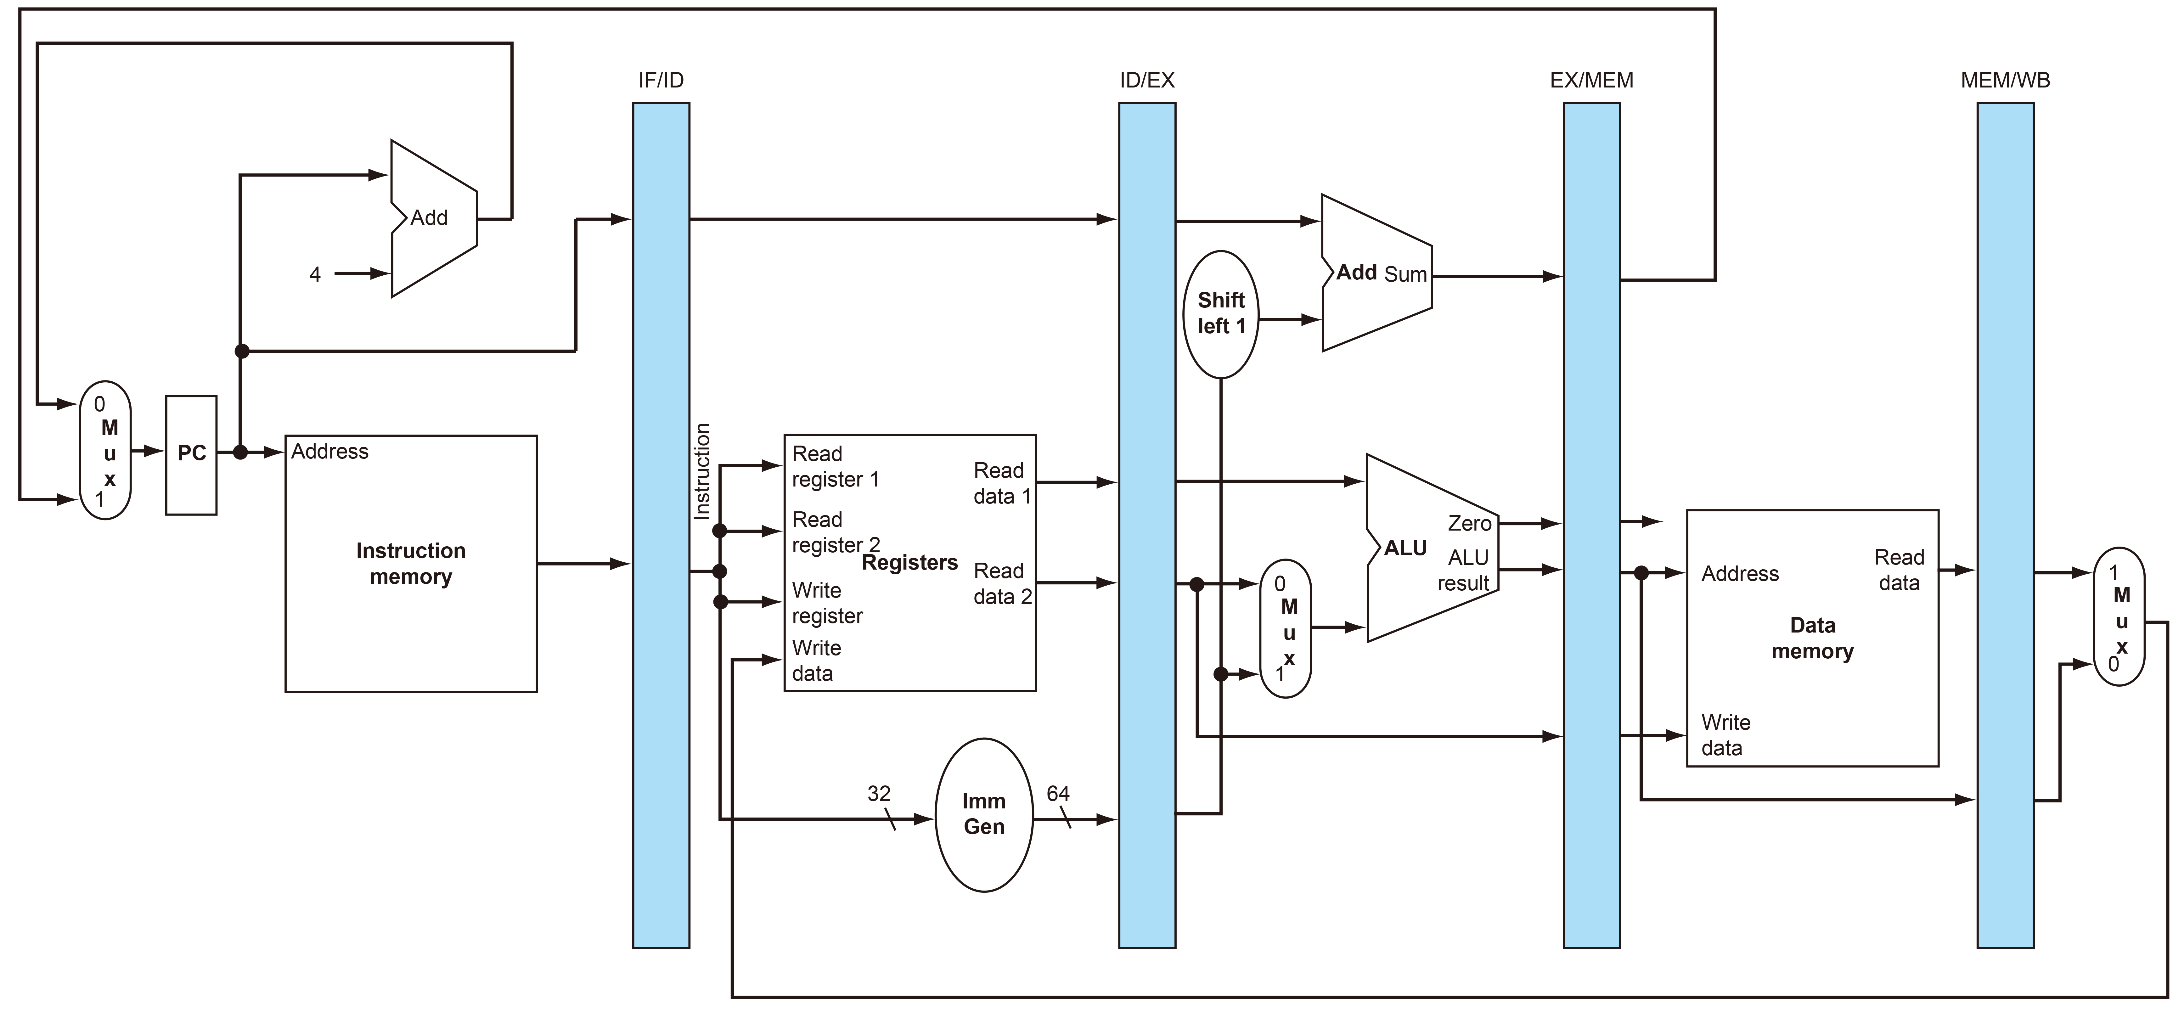 IF/ID
ID/EX
EX/MEM
MEM/WB
Add
4
Add Sum
Shift
left 1
0
M
u
x
1
PC
Address
Instruction
memory
Instruction
Read
register 1
Read
register 2
Registers
Write
register
Write
data
Read
data 1
Read
data 2
0
M
u
x
1
Zero
ALU
ALU
result
Address
Read
data
Data
memory
Write
data
1
M
u
x
0
32
Imm
Gen
64